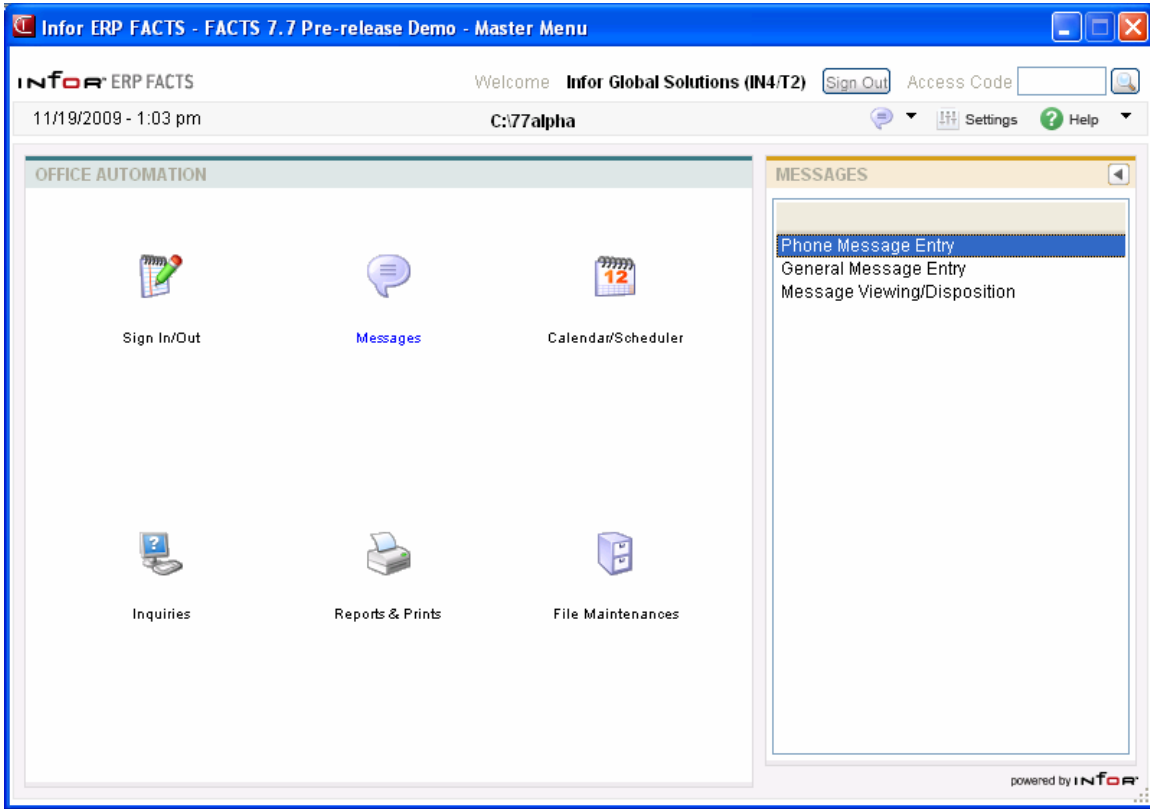 Infor ERP FACTS - FACTS 7.7 Pre-release Demo - Master Menu
infor ERP FACTS
Welcome Infor Global Solutions (IN4/T2) Sign Out Access Code
11/19/2009 - 1:03 pm C:\77alpha Settings Help
OFFICE AUTOMATION
12
Sign In/Out Messages Calendar/Scheduler
Inquiries Reports & Prints File Maintenances
MESSAGES
Phone Message Entry
General Message Entry
Message Viewing/Disposition
powered by infor